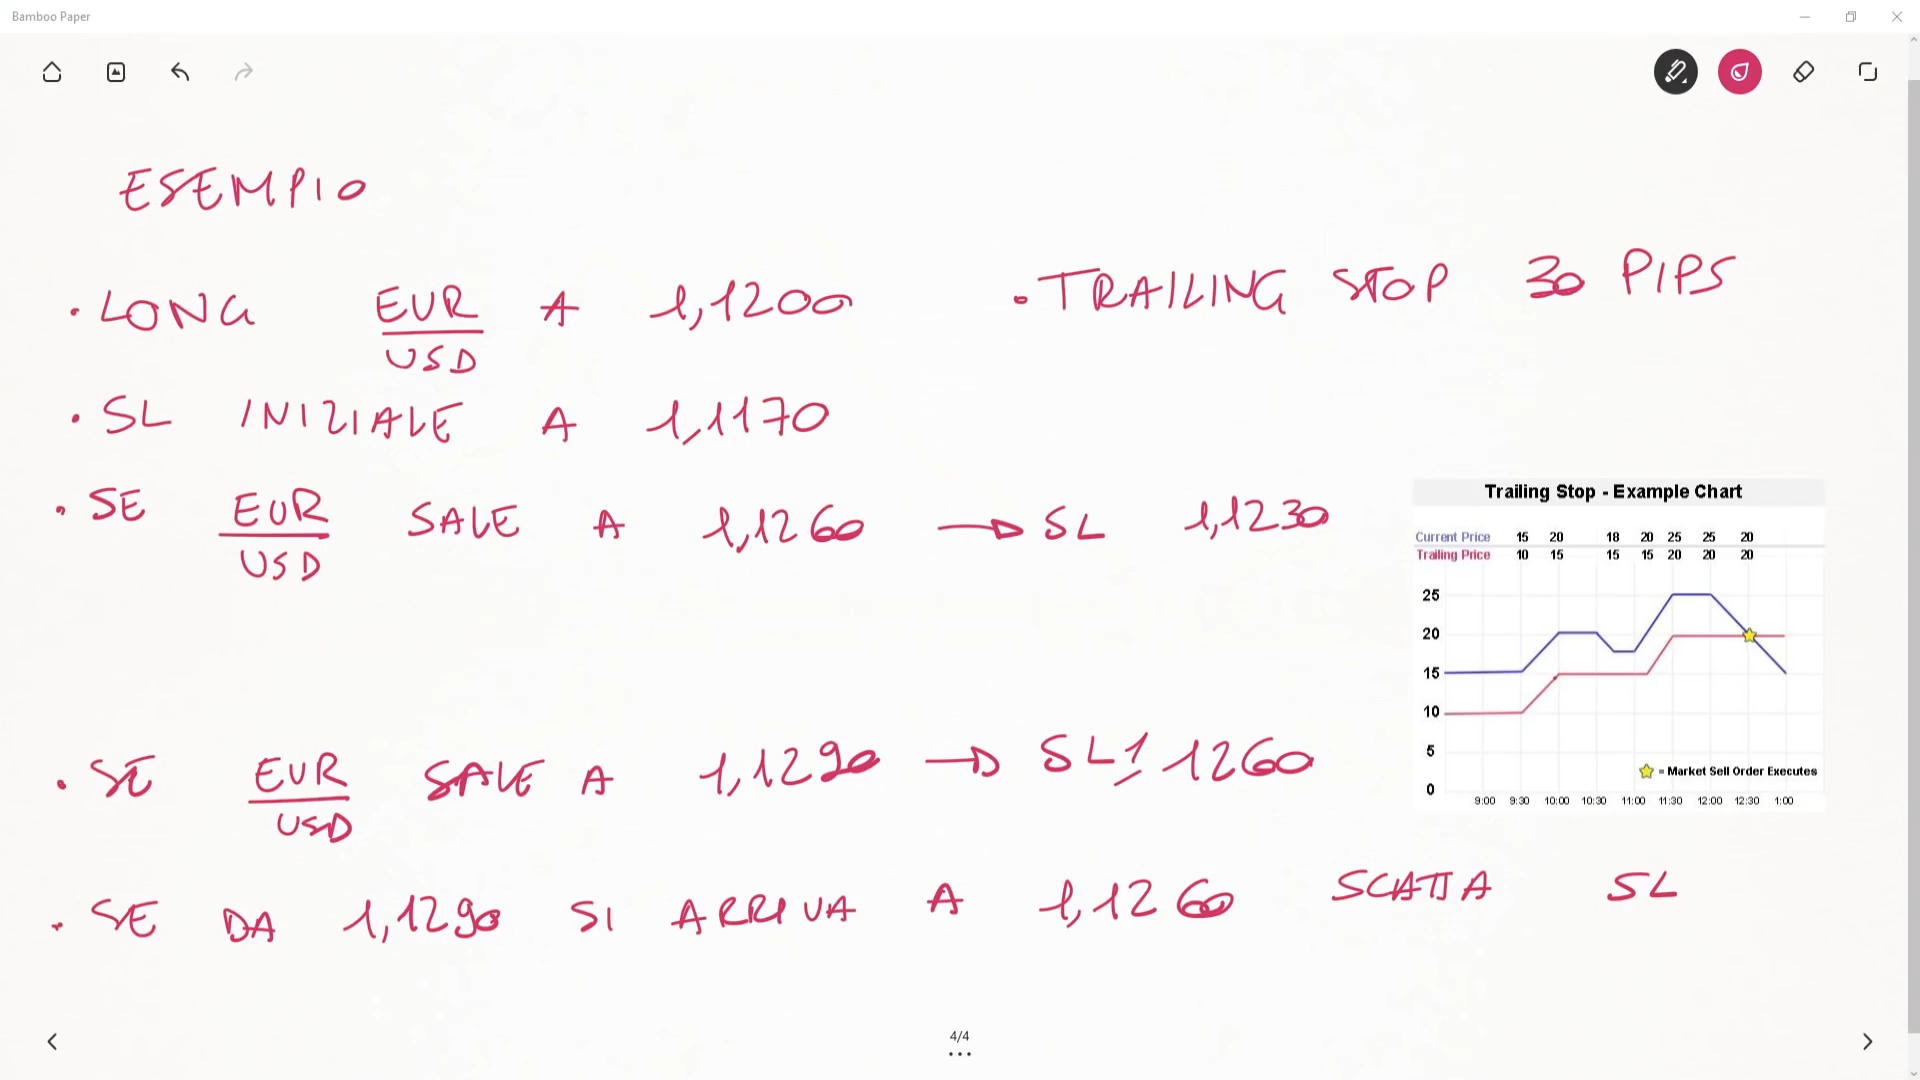 Bamboo Paper
ESEMPIO
• LONG EUR/USD A 1,1200
• TRAILING STOP 30 PIPS
• SL INIZIALE A 1,1170
• SE EUR/USD SALE A 1,1260 → SL 1,1230
• SE EUR/USD SALE A 1,1290 → SL 1,1260
• SE DA 1,1290 SI ARRIVA A 1,1260 SCATTA SL
Trailing Stop - Example Chart
Current Price 15 20 18 20 25 25 20
Trailing Price 10 15 15 15 20 20 20
25
20
15
10
5
0
★ = Market Sell Order Executes
9:00 9:30 10:00 10:30 11:00 11:30 12:00 12:30 1:00
4/4